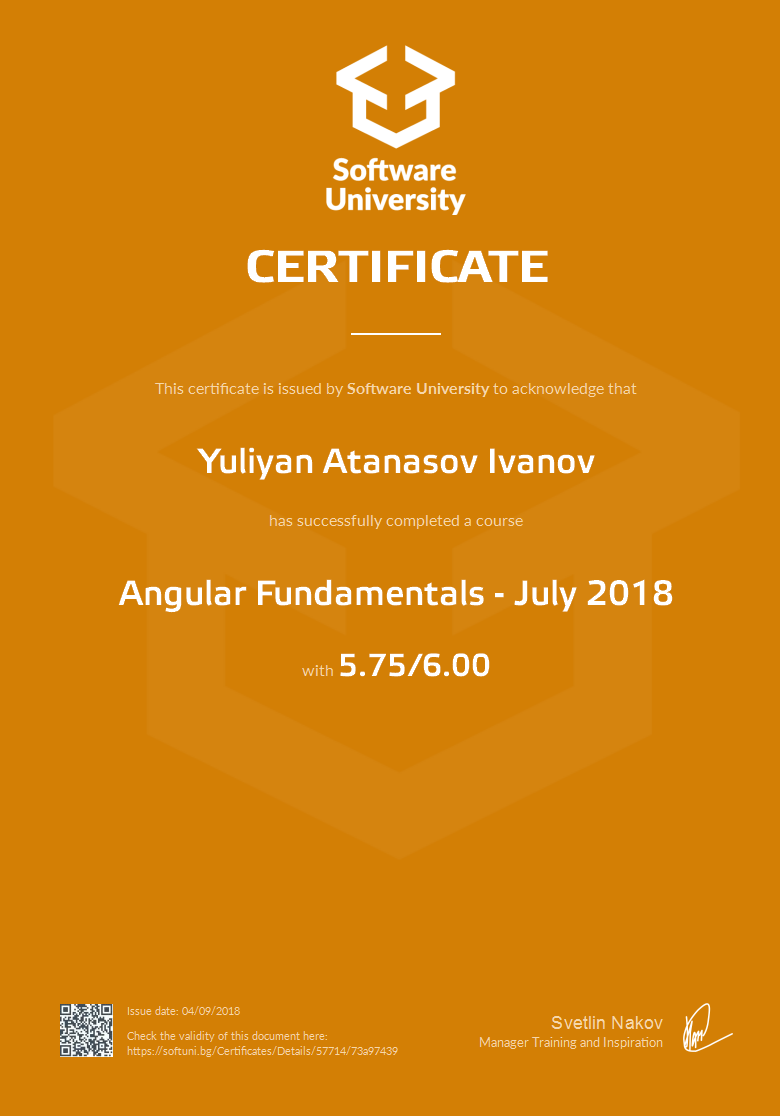 Software
University
CERTIFICATE
This certificate is issued by Software University to acknowledge that
Yuliyan Atanasov Ivanov
has successfully completed a course
Angular Fundamentals - July 2018
with 5.75/6.00
Issue date: 04/09/2018
Check the validity of this document here:
https://softuni.bg/Certificates/Details/57714/73a97439
Svetlin Nakov
Manager Training and Inspiration